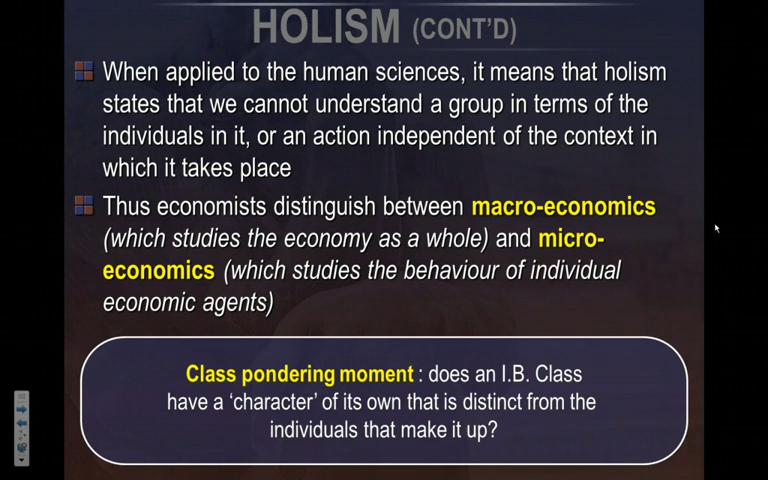 HOLISM (CONT'D)
When applied to the human sciences, it means that holism
states that we cannot understand a group in terms of the
individuals in it, or an action independent of the context in
which it takes place
Thus economists distinguish between macro-economics
(which studies the economy as a whole) and micro-
economics (which studies the behaviour of individual
economic agents)
Class pondering moment : does an I.B. Class
have a ‘character’ of its own that is distinct from the
individuals that make it up?